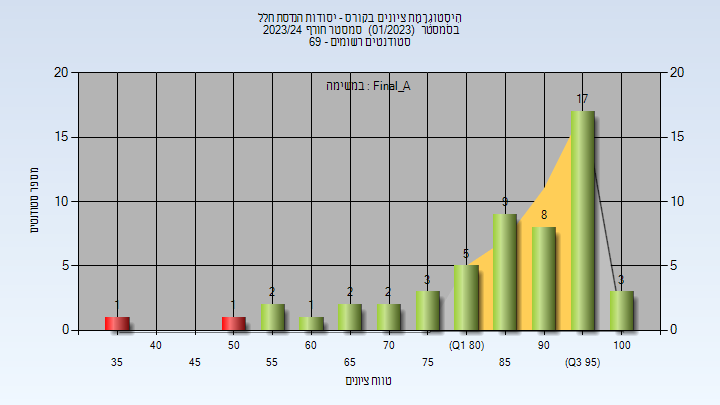 היסטוגרמת ציונים בקורס - יסודות הנדסת חלל
בסמסטר (01/2023) סמסטר חורף 2023/24
סטודנטים רשומים - 69
במשימה : Final_A
20 20
15 15
10 10
5 5
0 0
מספר סטודנטים
1 1 2 1 2 2 3 5 9 8 17 3
40 50 60 70 (Q1 80) 90 100
35 45 55 65 75 85 (Q3 95)
טווח ציונים